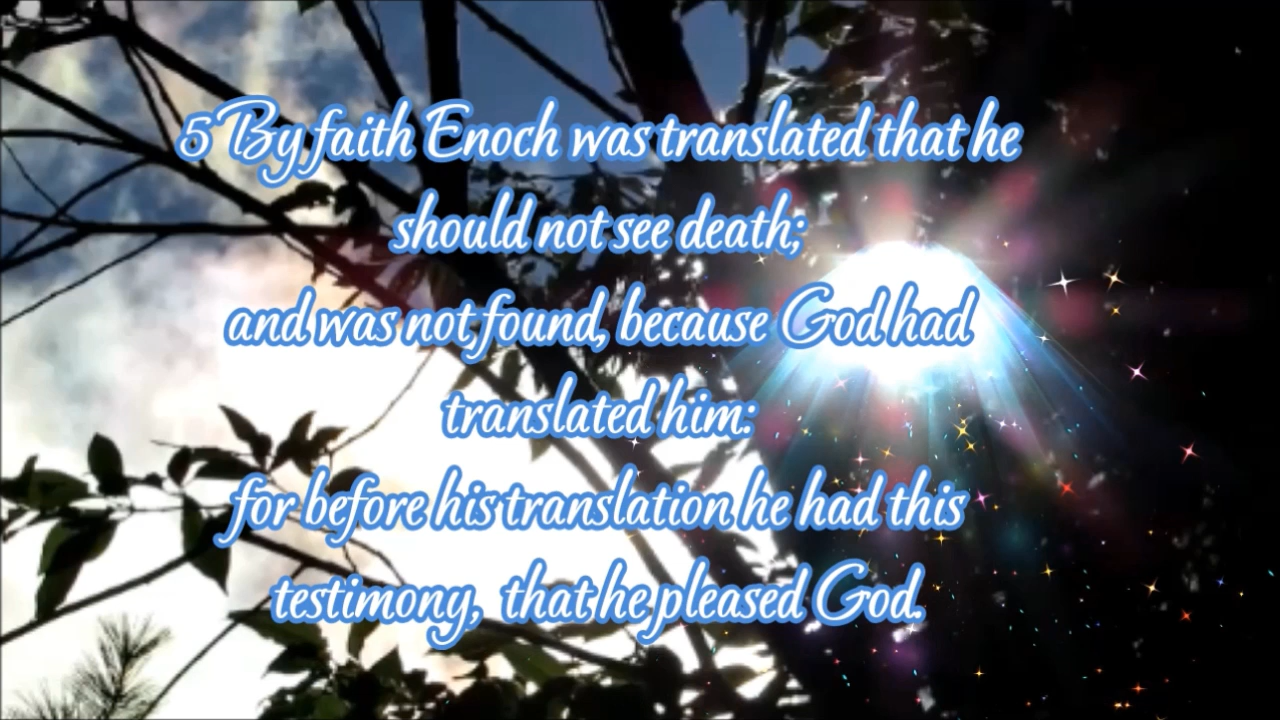 5 By faith Enoch was translated that he
should not see death;
and was not found, because God had
translated him:
for before his translation he had this
testimony, that he pleased God.